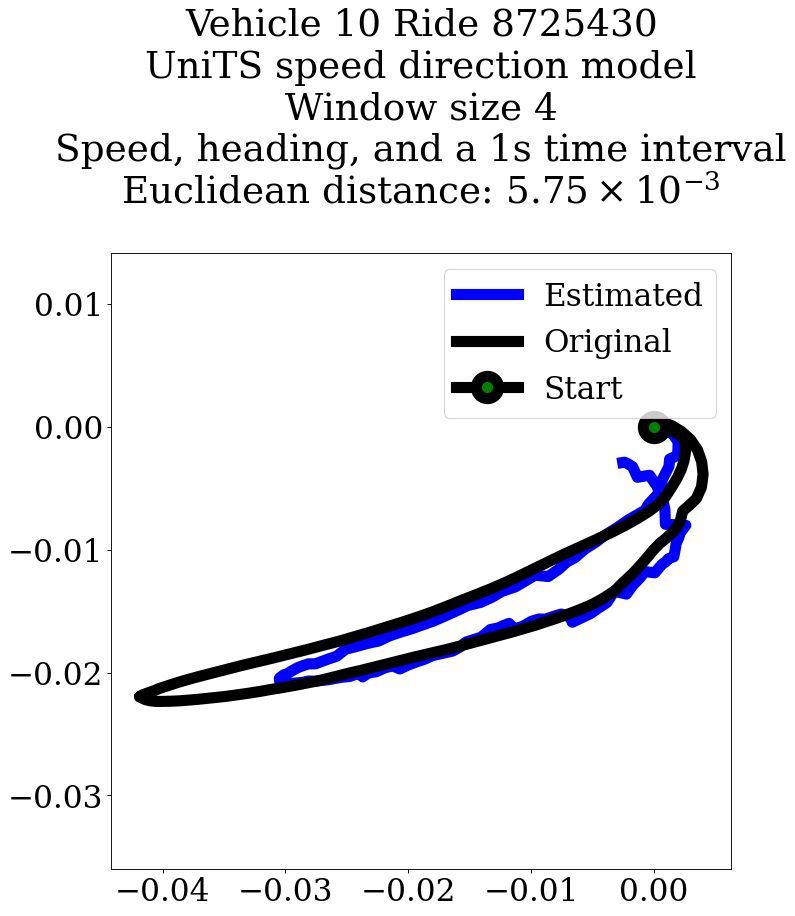 Vehicle 10 Ride 8725430
UniTS speed direction model
Window size 4
Speed, heading, and a 1s time interval
Euclidean distance: 5.75 × 10⁻³
Estimated
Original
Start
0.01
0.00
−0.01
−0.02
−0.03
−0.04 −0.03 −0.02 −0.01 0.00